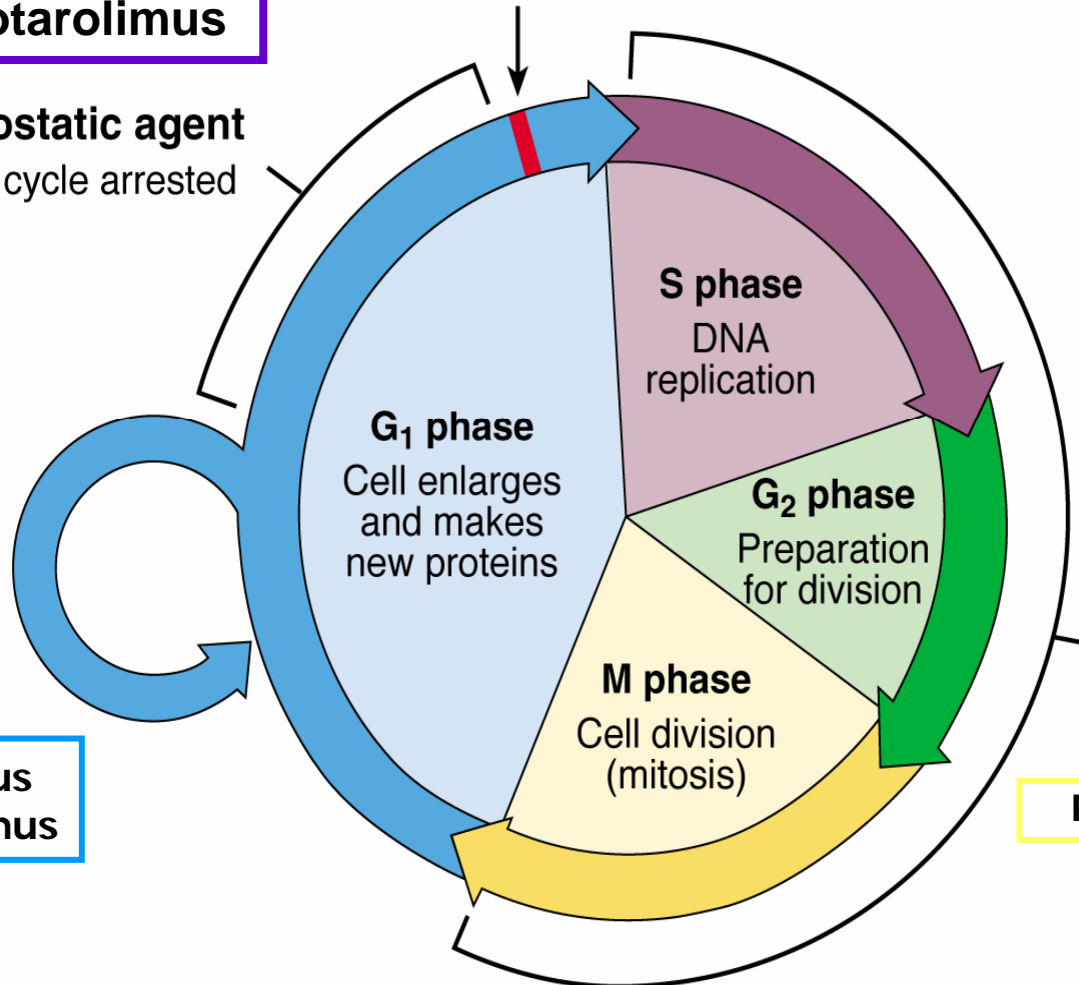 otarolimus
ostatic agent
cycle arrested
S phase
DNA
replication
G₁ phase
Cell enlarges
and makes
new proteins
G₂ phase
Preparation
for division
M phase
Cell division
(mitosis)
us
nus